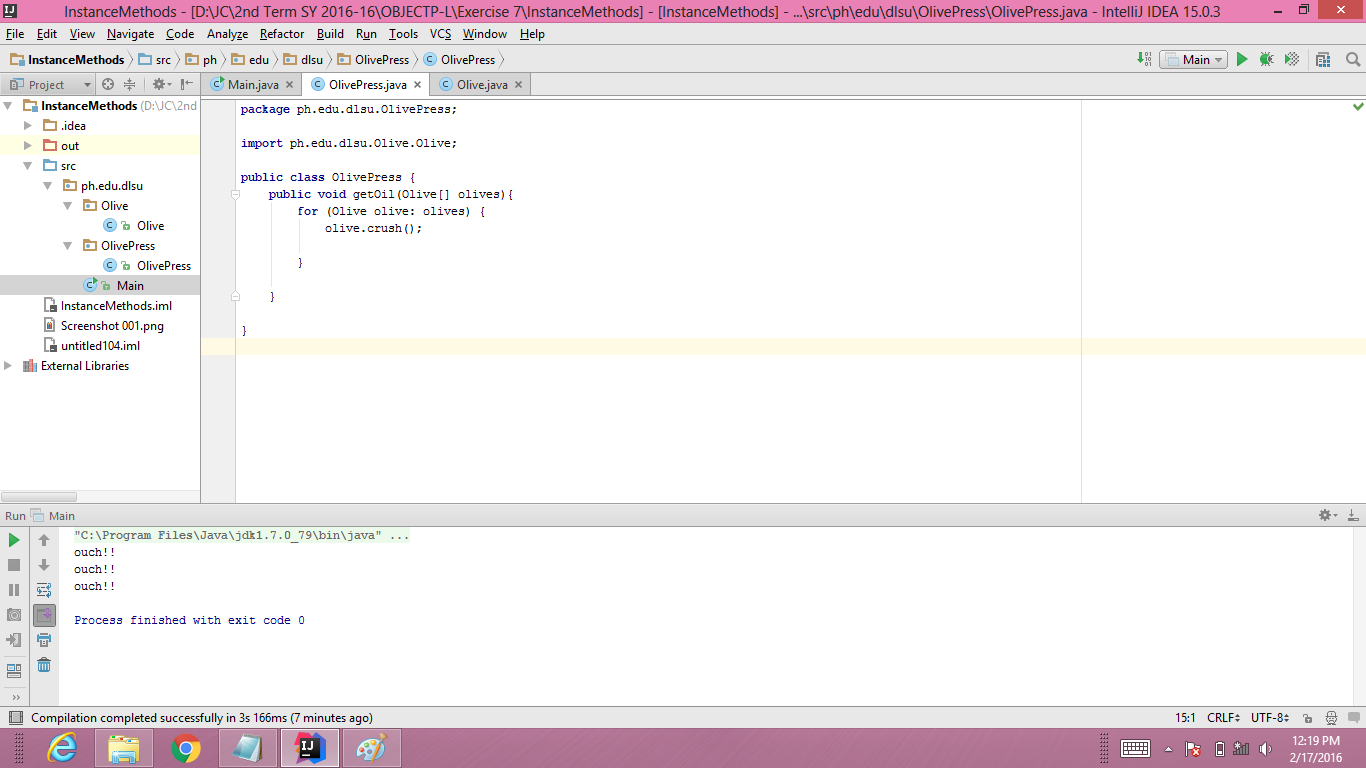 InstanceMethods - [D:\JC\2nd Term SY 2016-16\OBJECTP-L\Exercise 7\InstanceMethods] - [InstanceMethods] - ...\src\ph\edu\dlsu\OlivePress\OlivePress.java - IntelliJ IDEA 15.0.3
File Edit View Navigate Code Analyze Refactor Build Run Tools VCS Window Help
InstanceMethods src ph edu dlsu OlivePress OlivePress Main
Project Main.java OlivePress.java Olive.java
InstanceMethods (D:\JC\2nd
.idea
out
src
ph.edu.dlsu
Olive
Olive
OlivePress
OlivePress
Main
InstanceMethods.iml
Screenshot 001.png
untitled104.iml
External Libraries
package ph.edu.dlsu.OlivePress;
import ph.edu.dlsu.Olive.Olive;
public class OlivePress {
public void getOil(Olive[] olives){
for (Olive olive: olives) {
olive.crush();
}
}
}
Run Main
"C:\Program Files\Java\jdk1.7.0_79\bin\java" ...
ouch!!
ouch!!
ouch!!
Process finished with exit code 0
Compilation completed successfully in 3s 166ms (7 minutes ago) 15:1 CRLF UTF-8
12:19 PM
2/17/2016